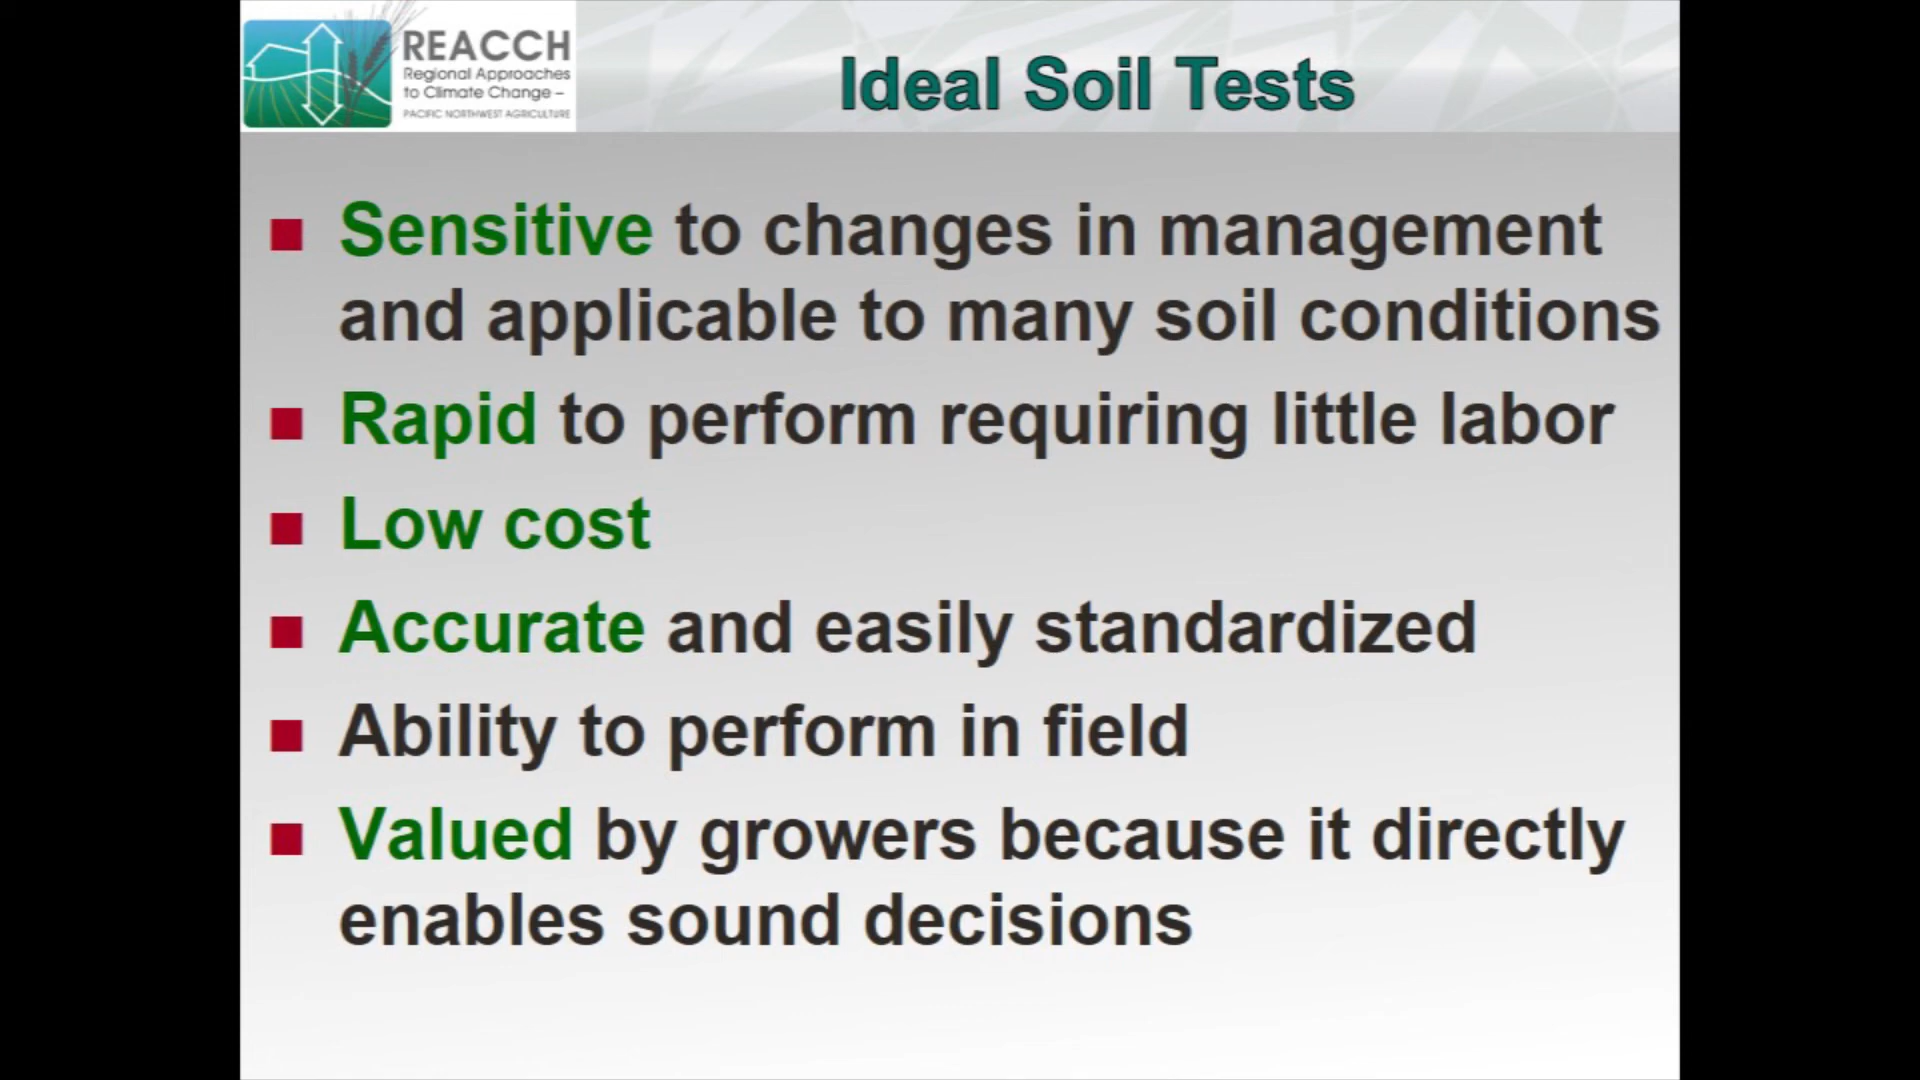 REACCH
Regional Approaches
to Climate Change –
PACIFIC NORTHWEST AGRICULTURE
Ideal Soil Tests
Sensitive to changes in management
and applicable to many soil conditions
Rapid to perform requiring little labor
Low cost
Accurate and easily standardized
Ability to perform in field
Valued by growers because it directly
enables sound decisions